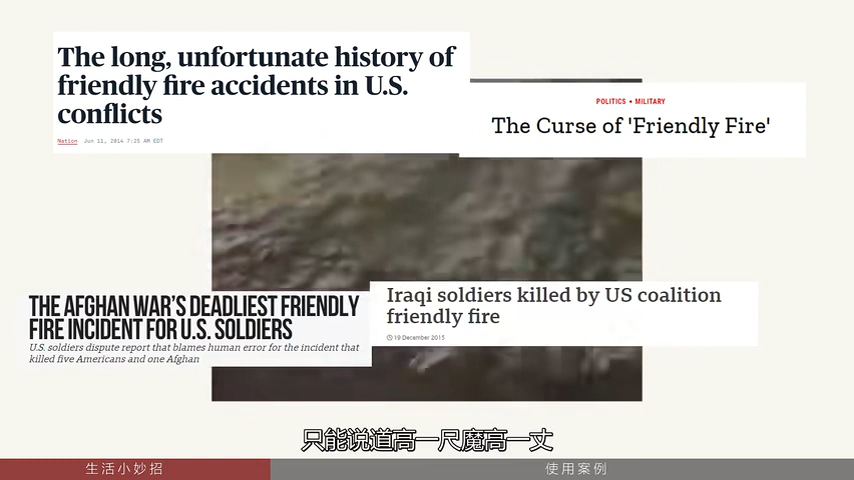 The long, unfortunate history of
friendly fire accidents in U.S.
conflicts
Nation Jun 11, 2014 7:25 AM EDT
POLITICS • MILITARY
The Curse of 'Friendly Fire'
THE AFGHAN WAR'S DEADLIEST FRIENDLY
FIRE INCIDENT FOR U.S. SOLDIERS
U.S. soldiers dispute report that blames human error for the incident that
killed five Americans and one Afghan
Iraqi soldiers killed by US coalition
friendly fire
19 December 2015
只能说道高一尺魔高一丈
生活小妙招
使用案例